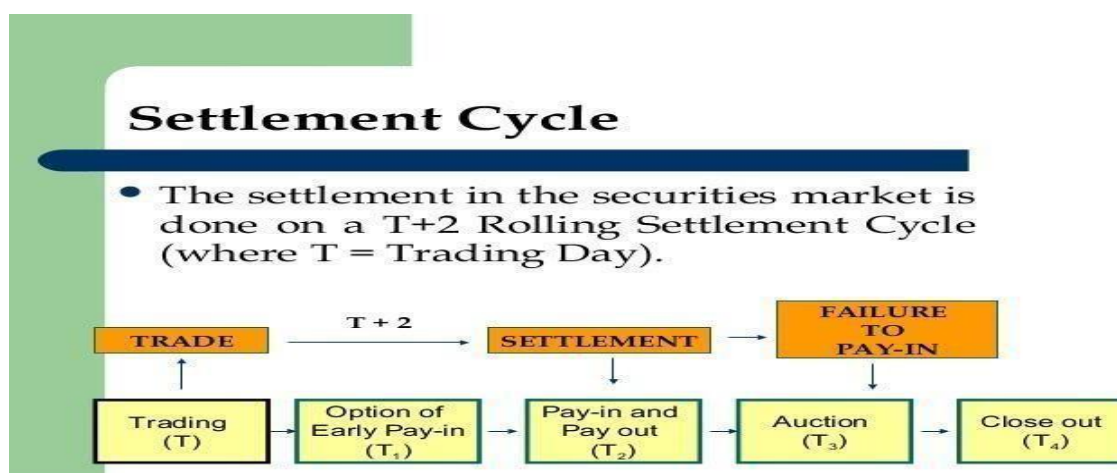 Settlement Cycle
The settlement in the securities market is
done on a T+2 Rolling Settlement Cycle
(where T = Trading Day).
T + 2
TRADE
SETTLEMENT
FAILURE
TO
PAY-IN
Trading
(T)
Option of
Early Pay-in
(T₁)
Pay-in and
Pay out
(T₂)
Auction
(T₃)
Close out
(T₄)